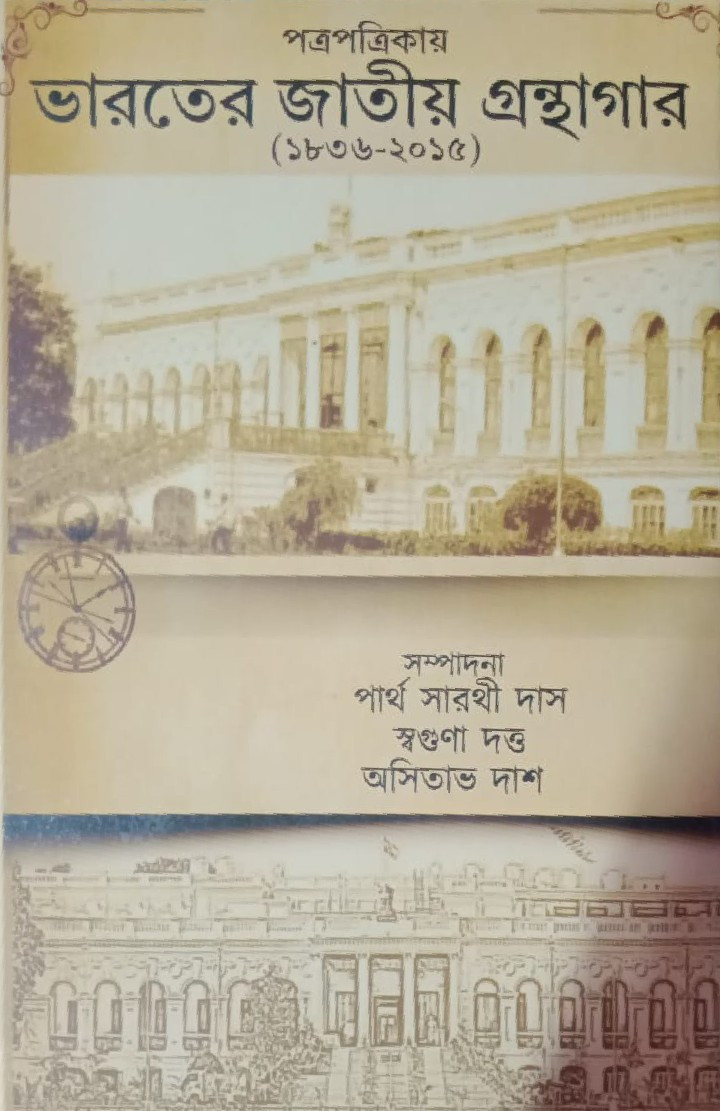 পত্রপত্রিকায়
ভারতের জাতীয় গ্রন্থাগার
(১৮৩৬-২০১৫)
সম্পাদনা
পার্থ সারথী দাস
স্বগুণা দত্ত
অসিতাভ দাশ